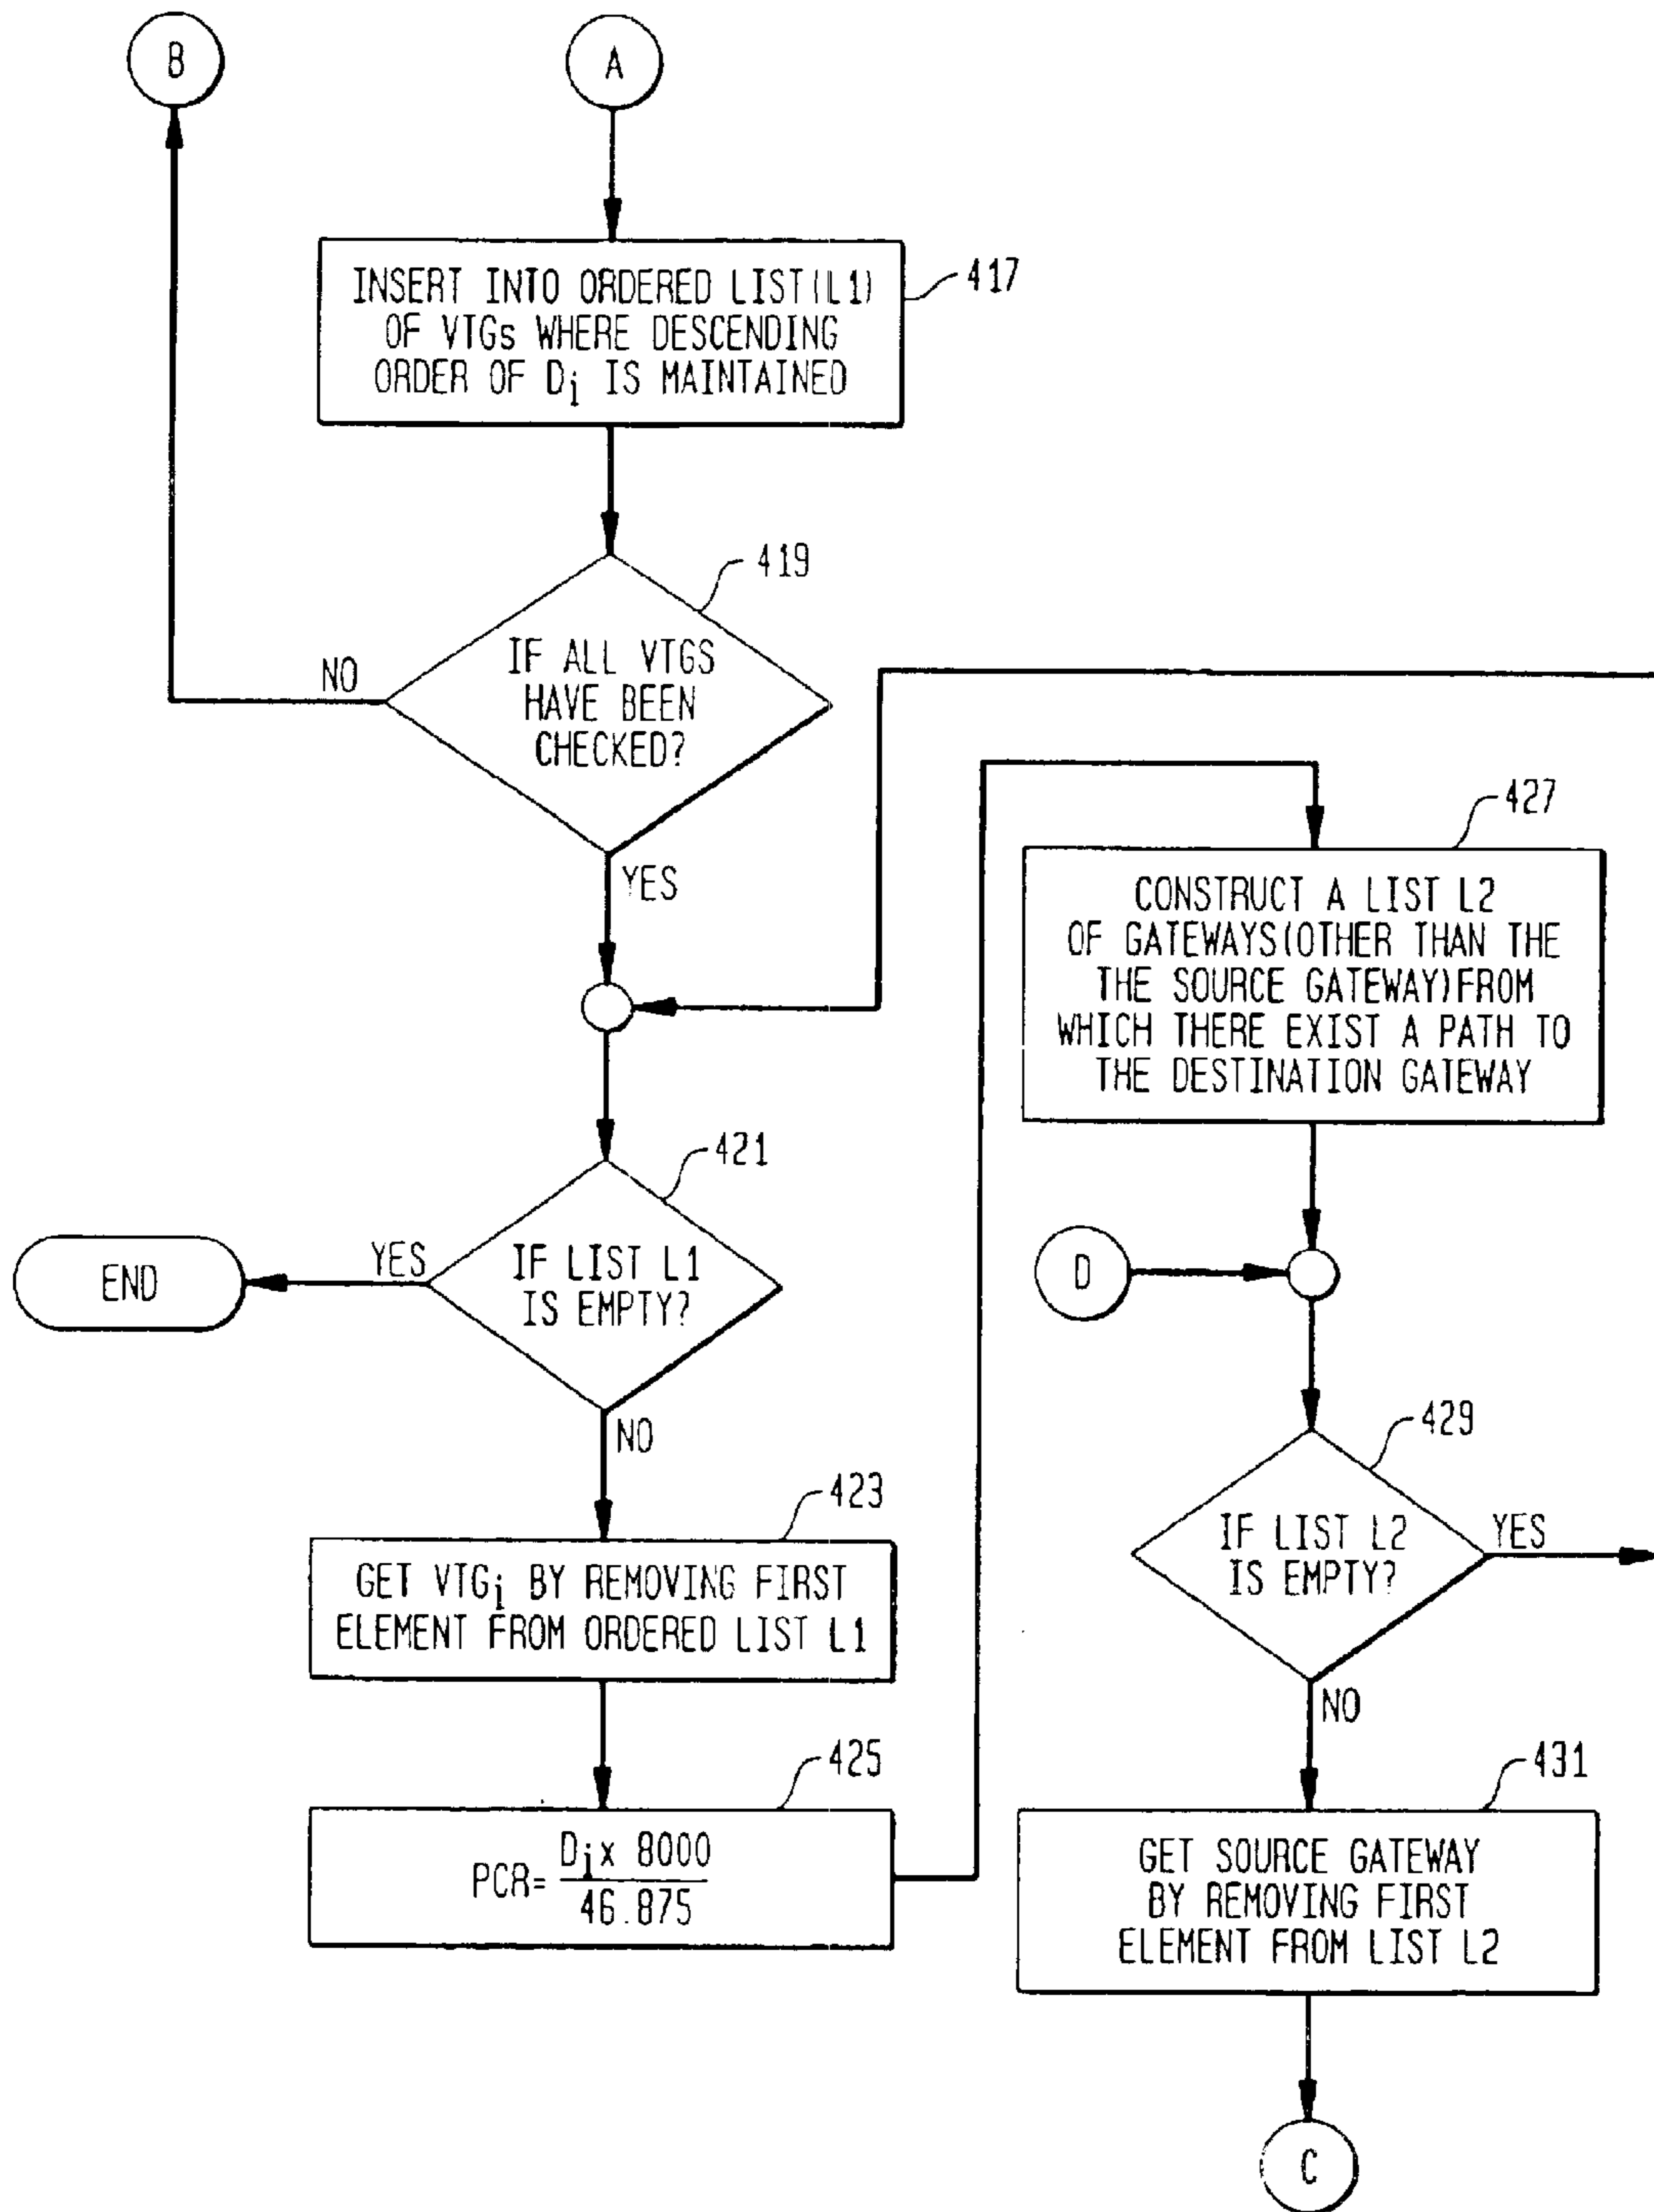 B
A
INSERT INTO ORDERED LIST(L1)
OF VTGs WHERE DESCENDING
ORDER OF Di IS MAINTAINED
417
419
IF ALL VTGS
HAVE BEEN
CHECKED?
NO
YES
421
IF LIST L1
IS EMPTY?
YES
END
NO
423
GET VTGi BY REMOVING FIRST
ELEMENT FROM ORDERED LIST L1
425
PCR= Di x 8000
46.875
427
CONSTRUCT A LIST L2
OF GATEWAYS(OTHER THAN THE
THE SOURCE GATEWAY)FROM
WHICH THERE EXIST A PATH TO
THE DESTINATION GATEWAY
D
429
IF LIST L2
IS EMPTY?
YES
NO
431
GET SOURCE GATEWAY
BY REMOVING FIRST
ELEMENT FROM LIST L2
C